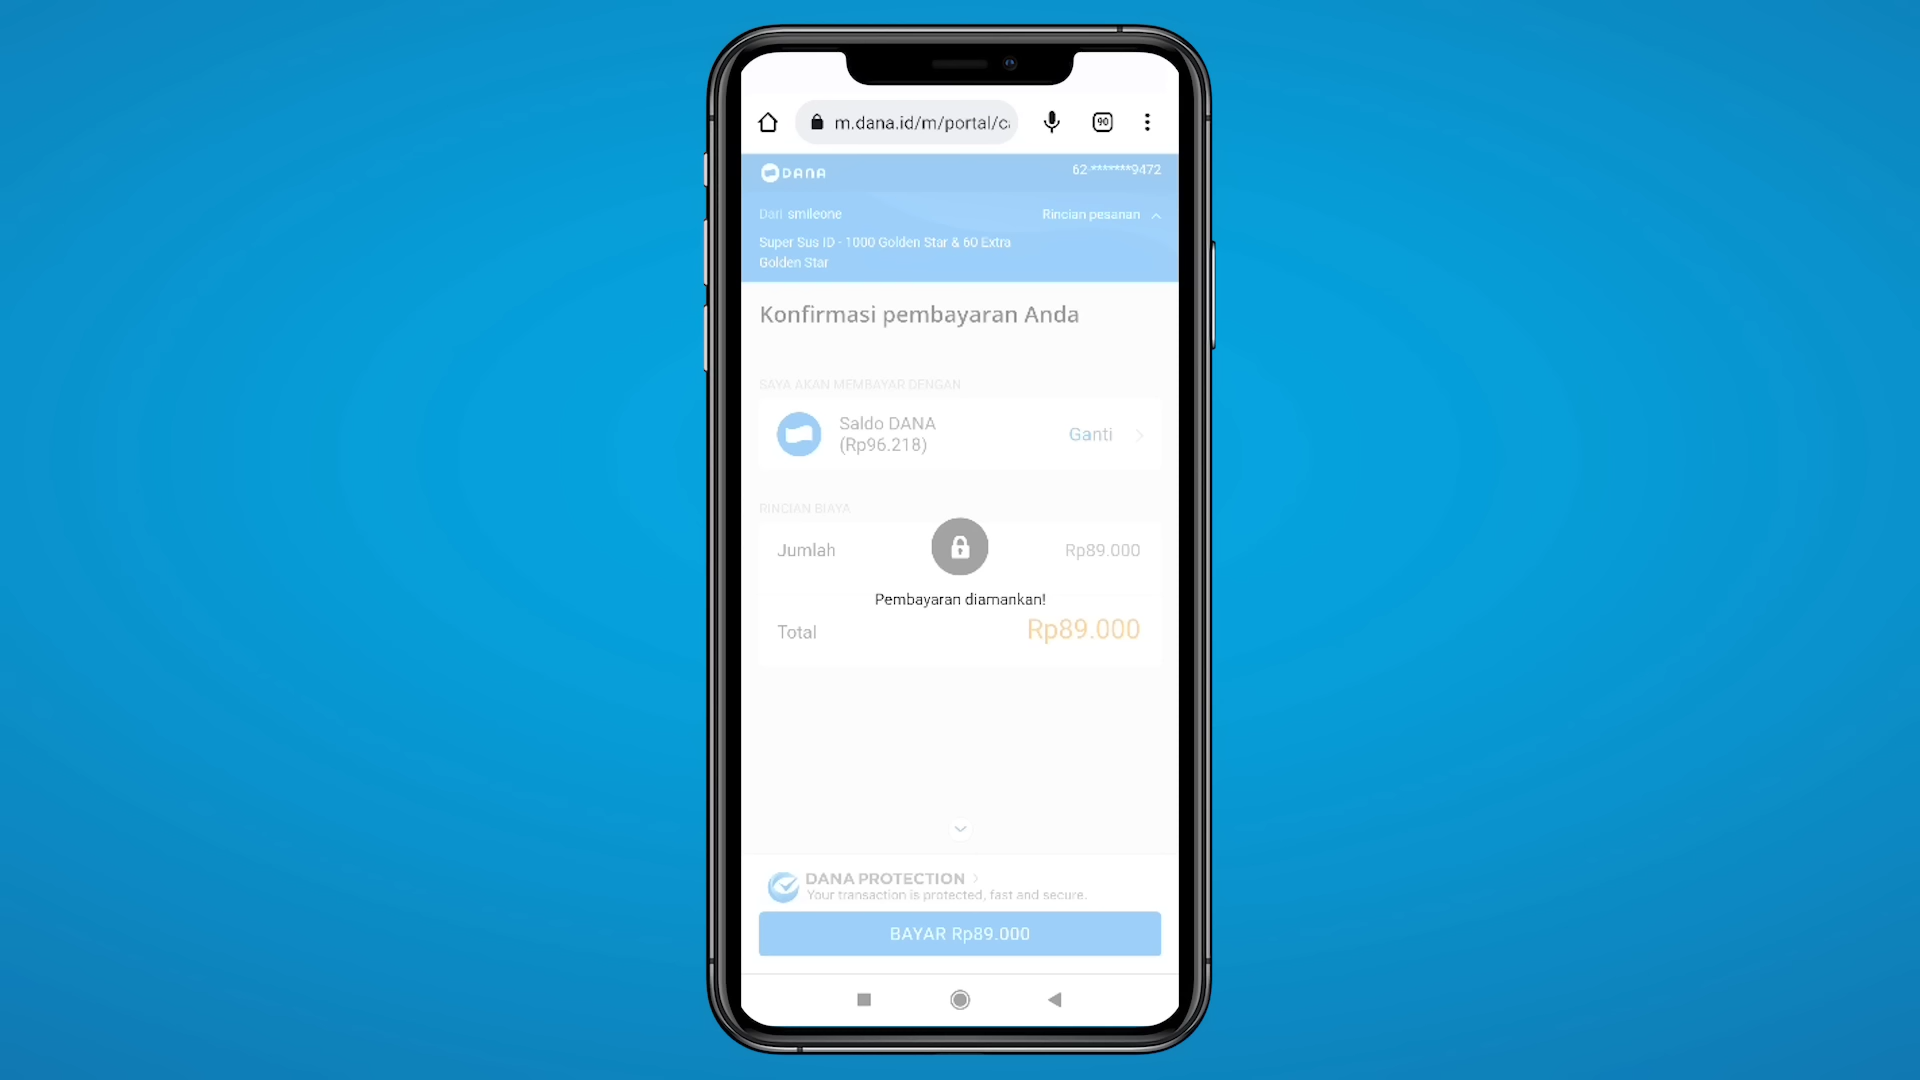 m.dana.id/m/portal/c
90
DANA
62-*******9472
Dari smileone
Rincian pesanan
Super Sus ID - 1000 Golden Star & 60 Extra
Golden Star
Konfirmasi pembayaran Anda
SAYA AKAN MEMBAYAR DENGAN
Saldo DANA
(Rp96.218)
Ganti
RINCIAN BIAYA
Jumlah
Rp89.000
Pembayaran diamankan!
Total
Rp89.000
DANA PROTECTION
Your transaction is protected, fast and secure.
BAYAR Rp89.000